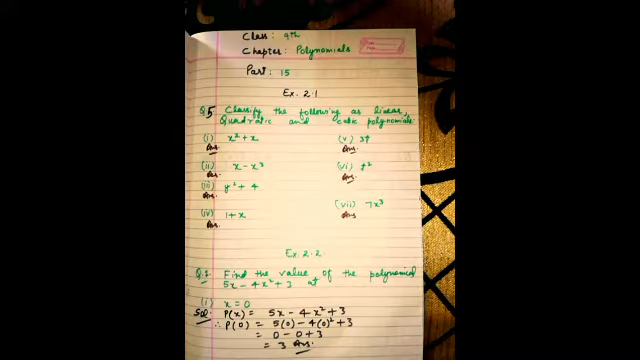 Class: 9th
Chapter: Polynomials
Part: 15
Ex. 2.1
Q.5. Classify the following as linear,
Quadratic and cubic polynomials.
(i) x² + x
Ans.
(ii) x - x³
Ans.
(iii) y² + 4
Ans.
(iv) 1 + x
Ans.
(v) 3t
Ans.
(vi) r²
Ans.
(vii) 7x³
Ans
Ex. 2.2
Q.1 Find the value of the polynomial
5x - 4x² + 3 at
(i) x = 0
Sol: P(x) = 5x - 4x² + 3
∴ P(0) = 5(0) - 4(0)² + 3
= 0 - 0 + 3
= 3 Ans.